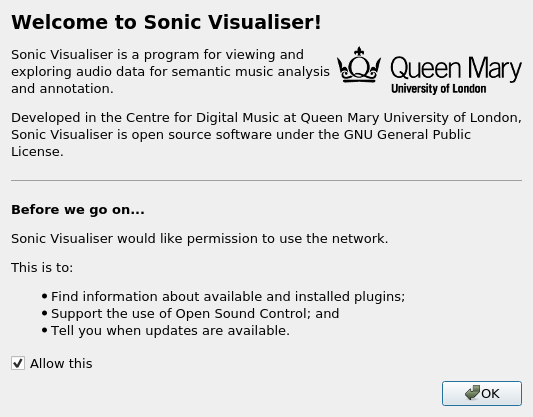 Welcome to Sonic Visualiser!
Sonic Visualiser is a program for viewing and
exploring audio data for semantic music analysis
and annotation.
Queen Mary
University of London
Developed in the Centre for Digital Music at Queen Mary University of London,
Sonic Visualiser is open source software under the GNU General Public
License.
Before we go on...
Sonic Visualiser would like permission to use the network.
This is to:
• Find information about available and installed plugins;
• Support the use of Open Sound Control; and
• Tell you when updates are available.
Allow this
OK